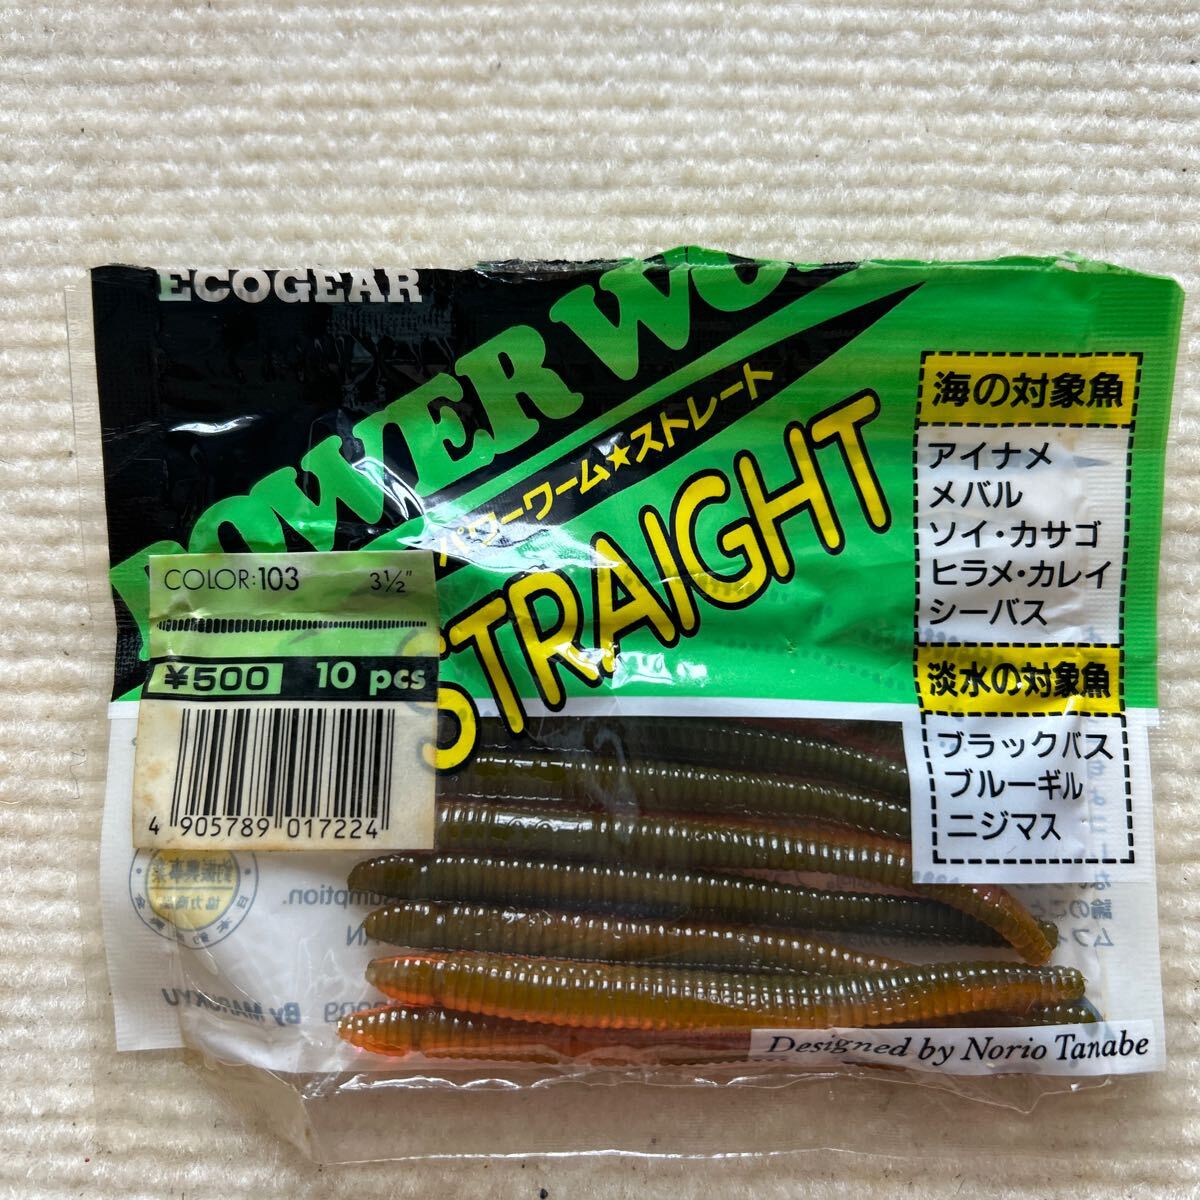 ECOGEAR
POWER WO
パワーワーム★ストレート
STRAIGHT
COLOR:103 3½"
¥500 10 pcs
4 905789 017224
海の対象魚
アイナメ
メバル
ソイ・カサゴ
ヒラメ・カレイ
シーバス
淡水の対象魚
ブラックバス
ブルーギル
ニジマス
sumption.
By MARUKYU
Designed by Norio Tanabe